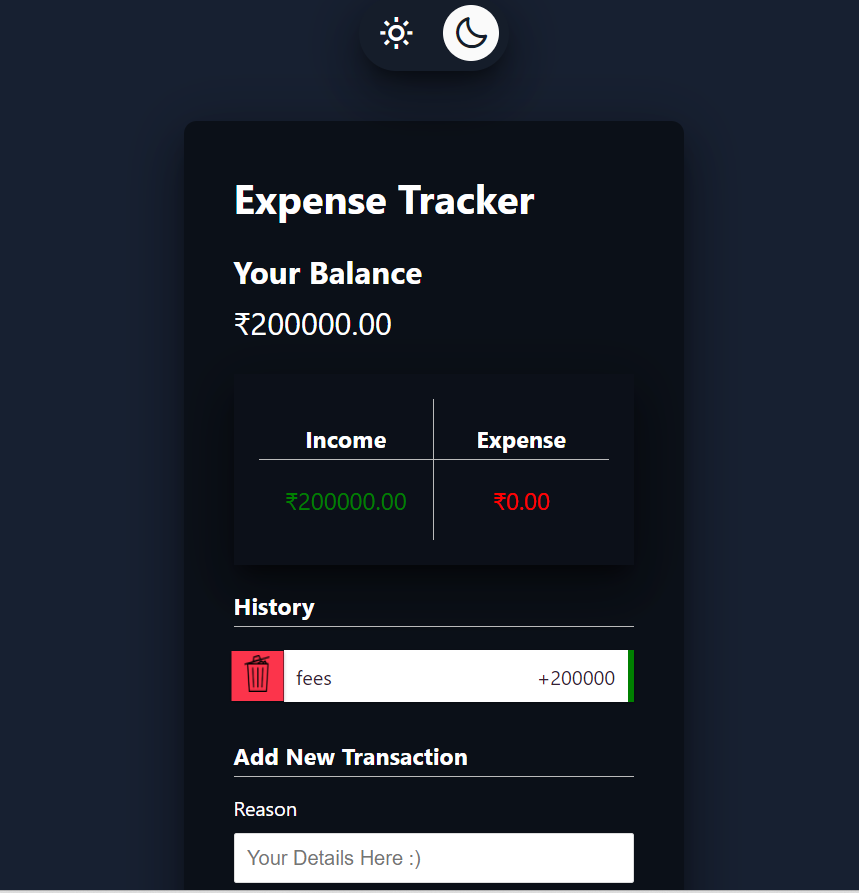 Expense Tracker
Your Balance
₹200000.00
Income Expense
₹200000.00 ₹0.00
History
fees +200000
Add New Transaction
Reason
Your Details Here :)